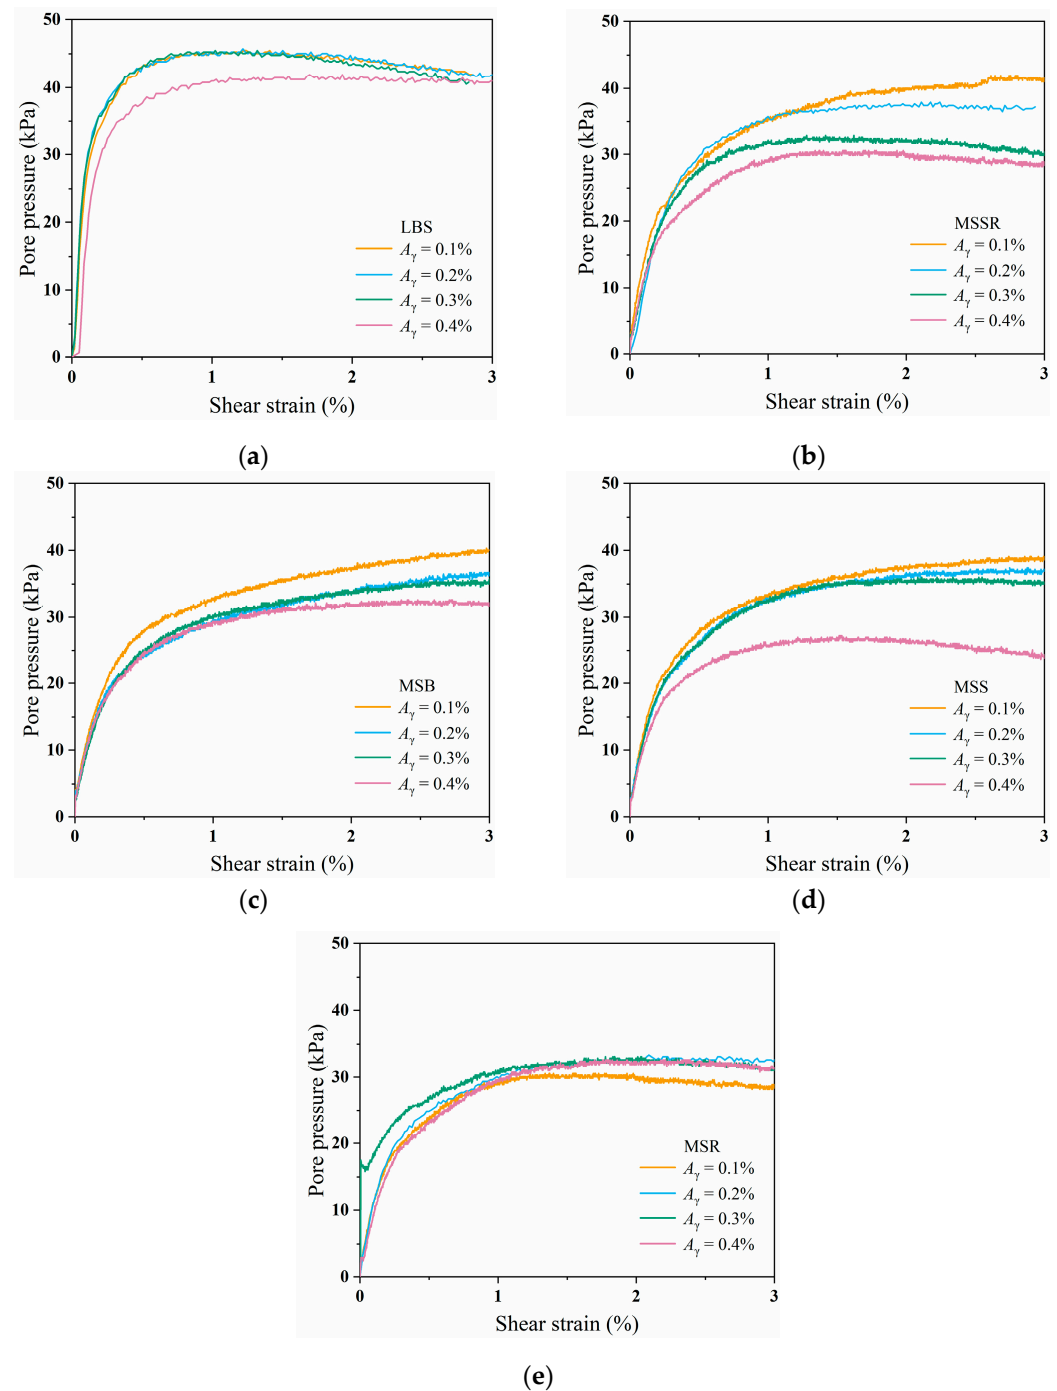 50
40
30
20
10
0
Pore pressure (kPa)
LBS
Aγ = 0.1%
Aγ = 0.2%
Aγ = 0.3%
Aγ = 0.4%
0 1 2 3
Shear strain (%)
(a)
50
40
30
20
10
0
Pore pressure (kPa)
MSSR
Aγ = 0.1%
Aγ = 0.2%
Aγ = 0.3%
Aγ = 0.4%
0 1 2 3
Shear strain (%)
(b)
50
40
30
20
10
0
Pore pressure (kPa)
MSB
Aγ = 0.1%
Aγ = 0.2%
Aγ = 0.3%
Aγ = 0.4%
0 1 2 3
Shear strain (%)
(c)
50
40
30
20
10
0
Pore pressure (kPa)
MSS
Aγ = 0.1%
Aγ = 0.2%
Aγ = 0.3%
Aγ = 0.4%
0 1 2 3
Shear strain (%)
(d)
50
40
30
20
10
0
Pore pressure (kPa)
MSR
Aγ = 0.1%
Aγ = 0.2%
Aγ = 0.3%
Aγ = 0.4%
0 1 2 3
Shear strain (%)
(e)